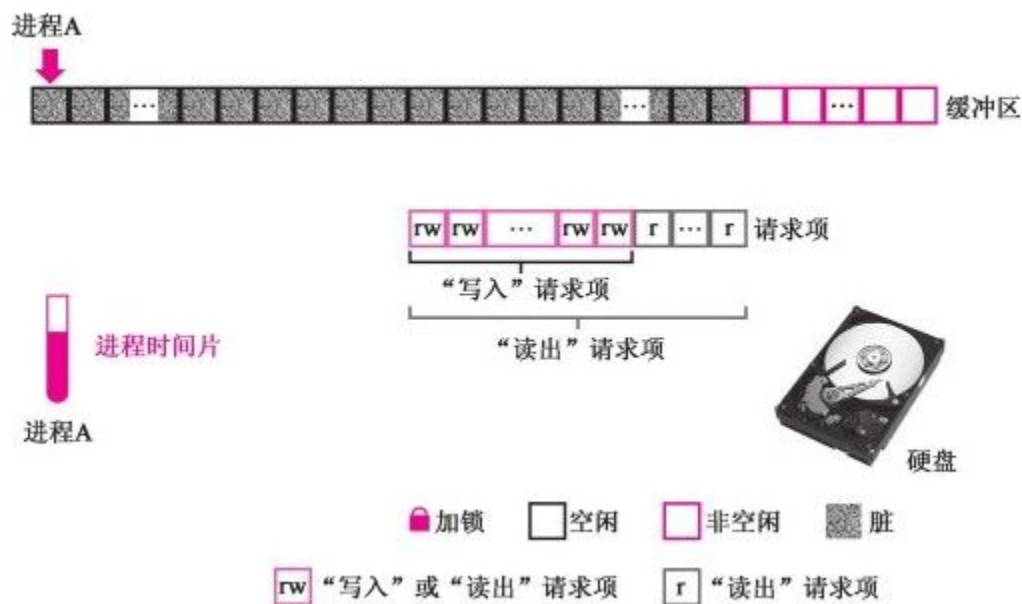 进程A
… … … 缓冲区
rw rw … rw rw r … r 请求项
“写入”请求项
“读出”请求项
进程时间片
进程A
硬盘
加锁 空闲 非空闲 脏
rw “写入”或“读出”请求项 r “读出”请求项